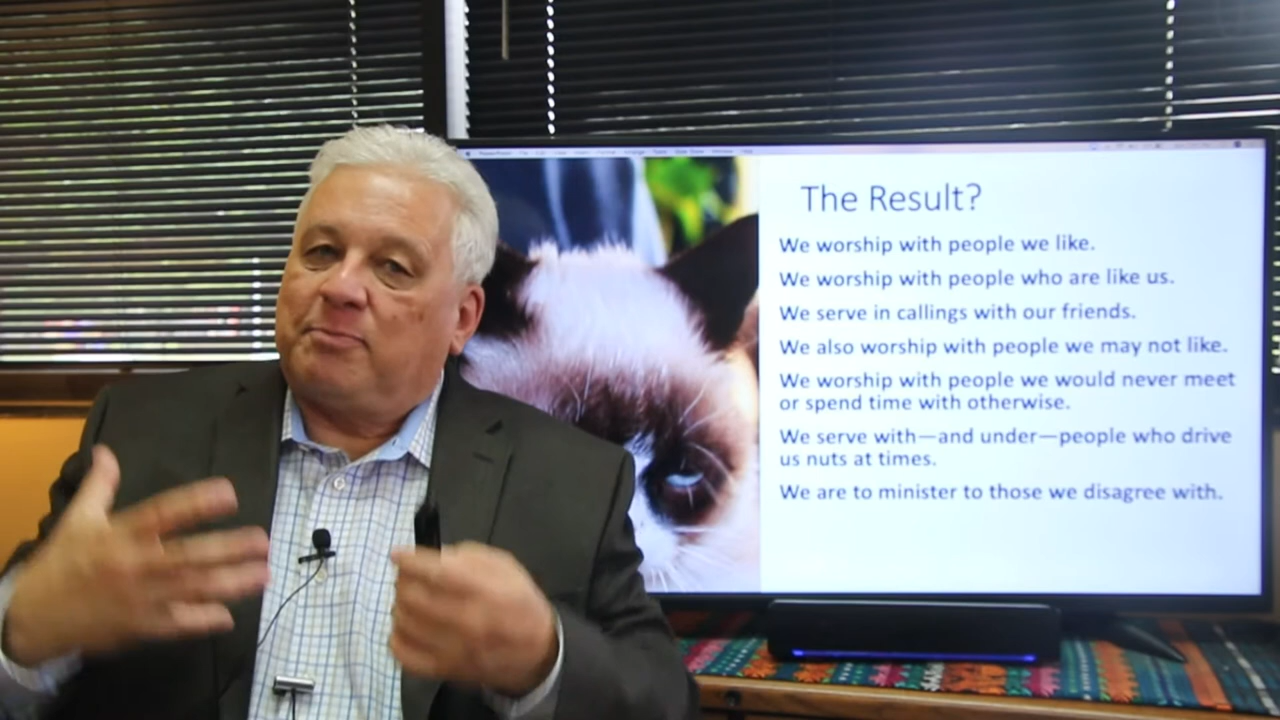 The Result?
We worship with people we like.
We worship with people who are like us.
We serve in callings with our friends.
We also worship with people we may not like.
We worship with people we would never meet
or spend time with otherwise.
We serve with—and under—people who drive
us nuts at times.
We are to minister to those we disagree with.